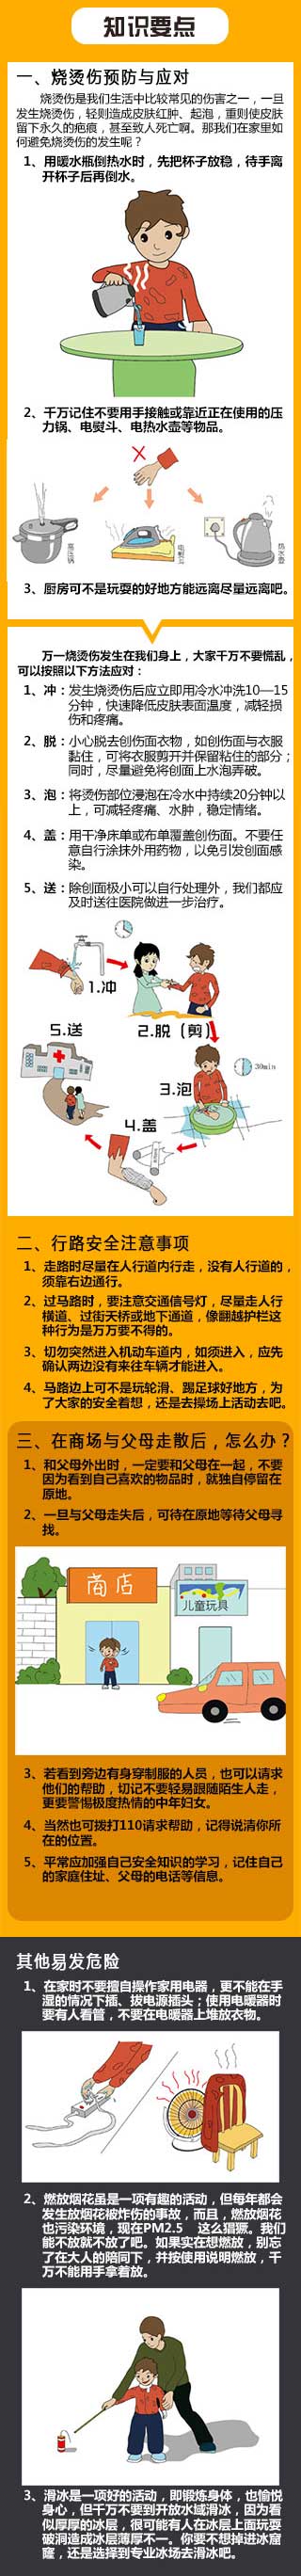 知识要点
一、烧烫伤预防与应对
烧烫伤是我们生活中比较常见的伤害之一，一旦
发生烧烫伤，轻则造成皮肤红肿、起泡，重则使皮肤
留下永久的疤痕，甚至致人死亡啊。那我们在家里如
何避免烧烫伤的发生呢？
1、用暖水瓶倒热水时，先把杯子放稳，待手离
开杯子后再倒水。
2、千万记住不要用手接触或靠近正在使用的压
力锅、电熨斗、电热水壶等物品。
高压锅
电熨斗
热水壶
3、厨房可不是玩耍的好地方能远离尽量远离吧。
万一烧烫伤发生在我们身上，大家千万不要慌乱，
可以按照以下方法应对：
1、冲：发生烧烫伤后应立即用冷水冲洗10—15
分钟，快速降低皮肤表面温度，减轻损
伤和疼痛。
2、脱：小心脱去创伤面衣物，如创伤面与衣服
黏住，可将衣服剪开并保留粘住的部分；
同时，尽量避免将创面上水泡弄破。
3、泡：将烫伤部位浸泡在冷水中持续20分钟以
上，可减轻疼痛、水肿，稳定情绪。
4、盖：用干净床单或布单覆盖创伤面。不要任
意自行涂抹外用药物，以免引发创面感
染。
5、送：除创面极小可以自行处理外，我们都应
及时送往医院做进一步治疗。
1.冲
5.送
2.脱（剪）
30min
3.泡
4.盖
二、行路安全注意事项
1、走路时尽量在人行道内行走，没有人行道的，
须靠右边通行。
2、过马路时，要注意交通信号灯，尽量走人行
横道、过街天桥或地下通道，像翻越护栏这
种行为是万万要不得的。
3、切勿突然进入机动车道内，如须进入，应先
确认两边没有来往车辆才能进入。
4、马路边上可不是玩轮滑、踢足球好地方，为
了大家的安全着想，还是去操场上活动去吧。
三、在商场与父母走散后，怎么办？
1、和父母外出时，一定要和父母在一起，不要
因为看到自己喜欢的物品时，就独自停留在
原地。
2、一旦与父母走失后，可待在原地等待父母寻
找。
商店
儿童玩具
3、若看到旁边有身穿制服的人员，也可以请求
他们的帮助，切记不要轻易跟随陌生人走，
更要警惕极度热情的中年妇女。
4、当然也可拨打110请求帮助，记得说清你所
在的位置。
5、平常应加强自己安全知识的学习，记住自己
的家庭住址、父母的电话等信息。
其他易发危险
1、在家时不要擅自操作家用电器，更不能在手
湿的情况下插、拔电源插头；使用电暖器时
要有人看管，不要在电暖器上堆放衣物。
2、燃放烟花虽是一项有趣的活动，但每年都会
发生放烟花被炸伤的事故，而且，燃放烟花
也污染环境，现在PM2.5 这么猖獗。我们
能不放就不放了吧。如果实在想燃放，别忘
了在大人的陪同下，并按使用说明燃放，千
万不能用手拿着放。
3、滑冰是一项好的活动，即锻炼身体，也愉悦
身心，但千万不要到开放水域滑冰，因为看
似厚厚的冰层，很可能有人在冰层上面玩耍
破洞造成冰层薄厚不一。你要不想掉进冰窟
窿，还是选择到专业冰场去滑冰吧。